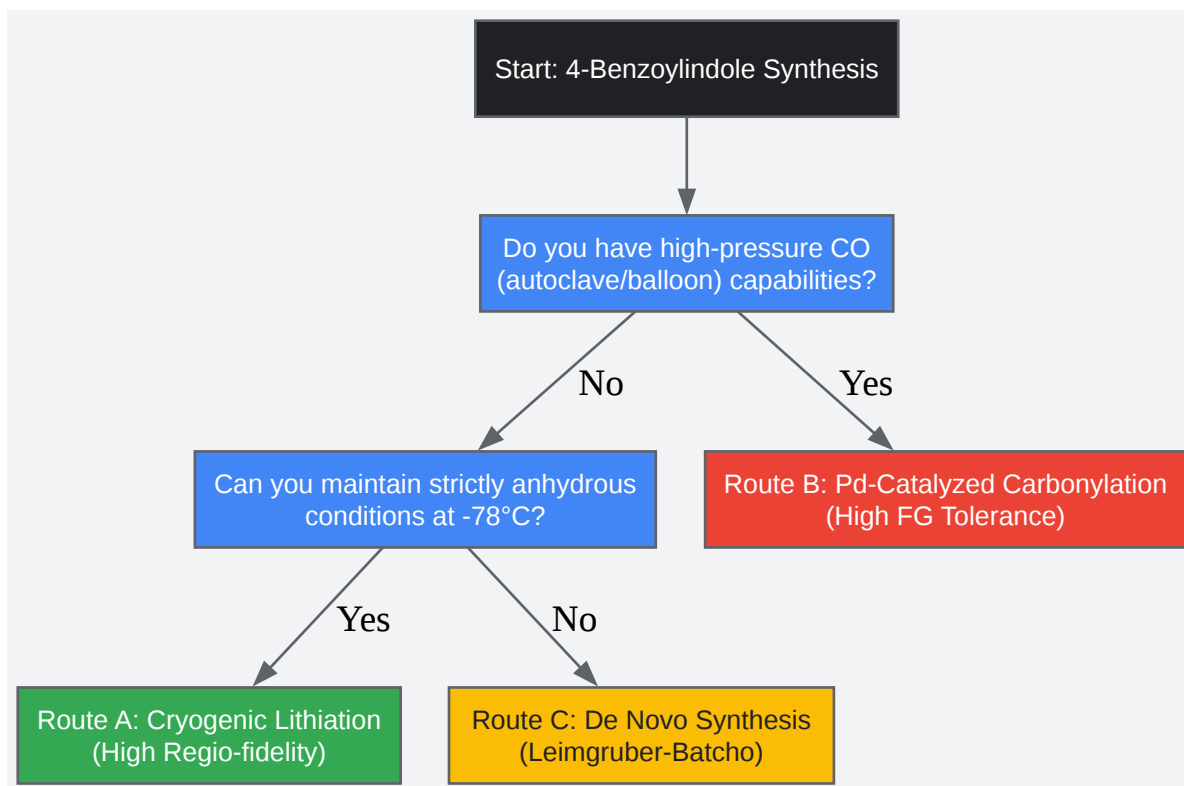 Start: 4-Benzoylindole Synthesis
Do you have high-pressure CO
(autoclave/balloon) capabilities?
No
Yes
Can you maintain strictly anhydrous
conditions at -78°C?
Route B: Pd-Catalyzed Carbonylation
(High FG Tolerance)
Yes
No
Route A: Cryogenic Lithiation
(High Regio-fidelity)
Route C: De Novo Synthesis
(Leimgruber-Batcho)